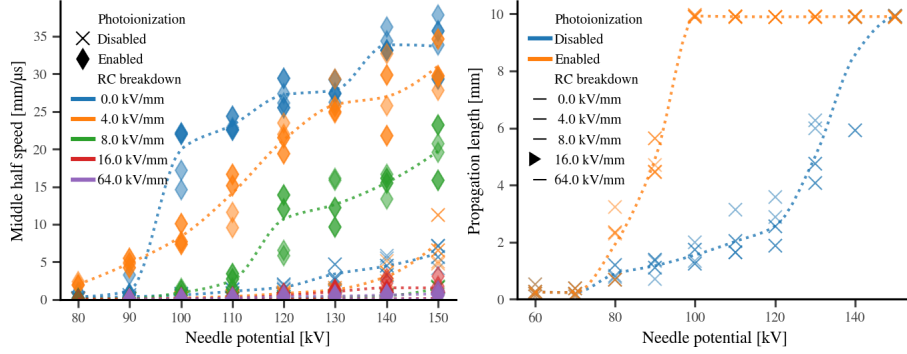 Photoionization
Disabled
Enabled
RC breakdown
0.0 kV/mm
4.0 kV/mm
8.0 kV/mm
16.0 kV/mm
64.0 kV/mm
Middle half speed [mm/μs]
0
5
10
15
20
25
30
35
80
90
100
110
120
130
140
150
Needle potential [kV]
Photoionization
Disabled
Enabled
RC breakdown
0.0 kV/mm
4.0 kV/mm
8.0 kV/mm
16.0 kV/mm
64.0 kV/mm
Propagation length [mm]
0
2
4
6
8
10
60
80
100
120
140
Needle potential [kV]